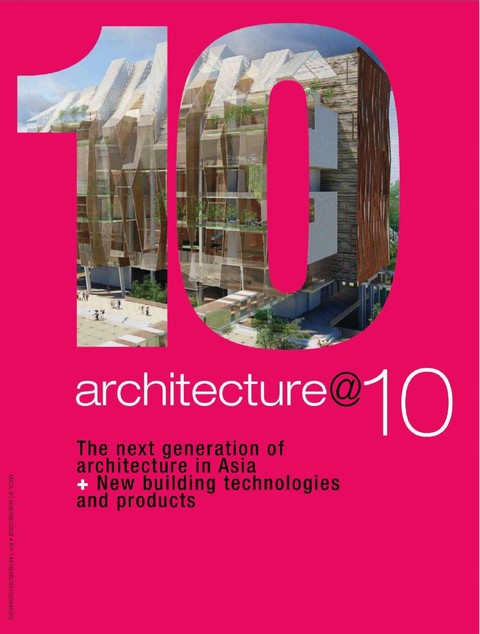 10
architecture@10
The next generation of
architecture in Asia
+ New building technologies
and products